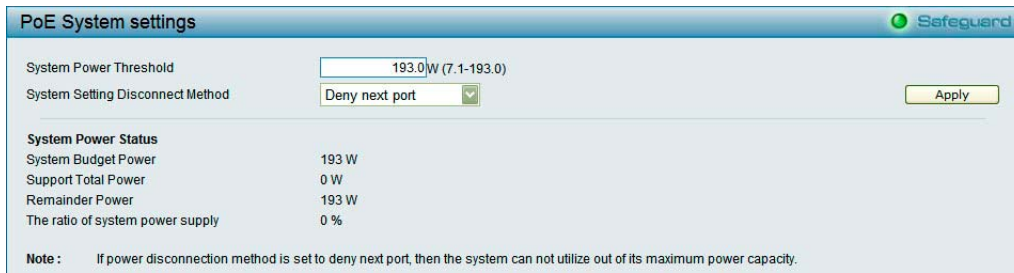 PoE System settings Safeguard
System Power Threshold 193.0 W (7.1-193.0)
System Setting Disconnect Method Deny next port Apply
System Power Status
System Budget Power 193 W
Support Total Power 0 W
Remainder Power 193 W
The ratio of system power supply 0 %
Note : If power disconnection method is set to deny next port, then the system can not utilize out of its maximum power capacity.